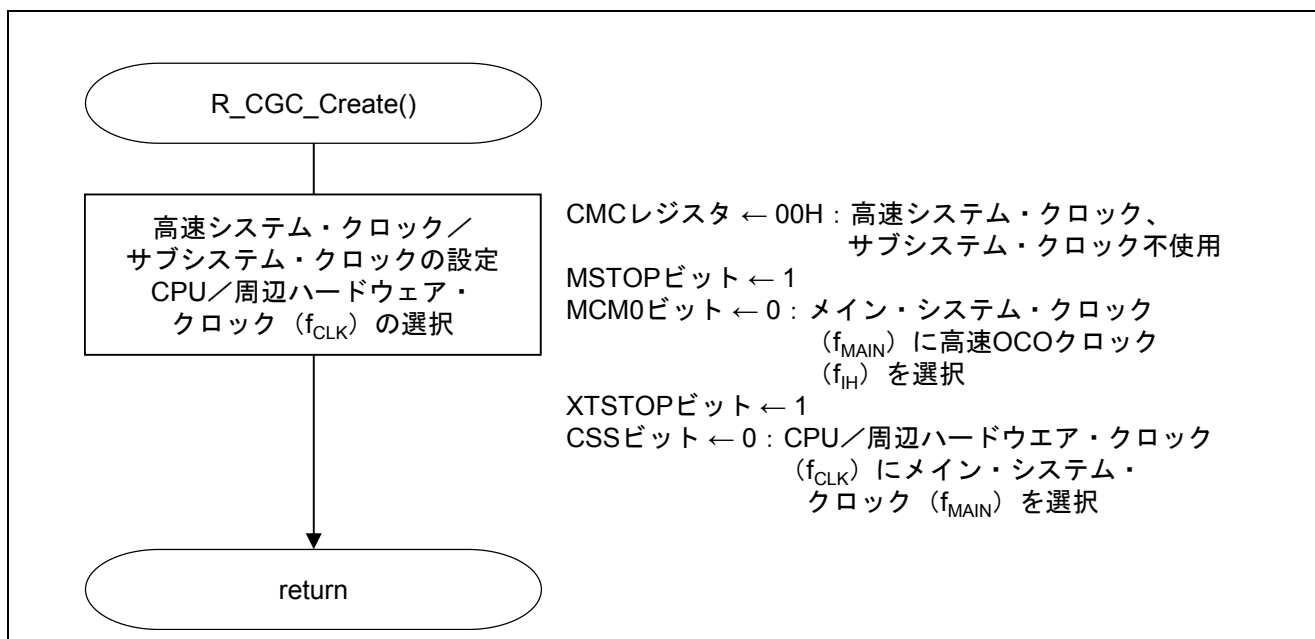 R_CGC_Create()
高速システム・クロック／
サブシステム・クロックの設定
CPU／周辺ハードウェア・
クロック（fCLK）の選択
CMCレジスタ ← 00H：高速システム・クロック、
サブシステム・クロック不使用
MSTOPビット ← 1
MCM0ビット ← 0：メイン・システム・クロック
（fMAIN）に高速OCOクロック
（fIH）を選択
XTSTOPビット ← 1
CSSビット ← 0：CPU／周辺ハードウエア・クロック
（fCLK）にメイン・システム・
クロック（fMAIN）を選択
return